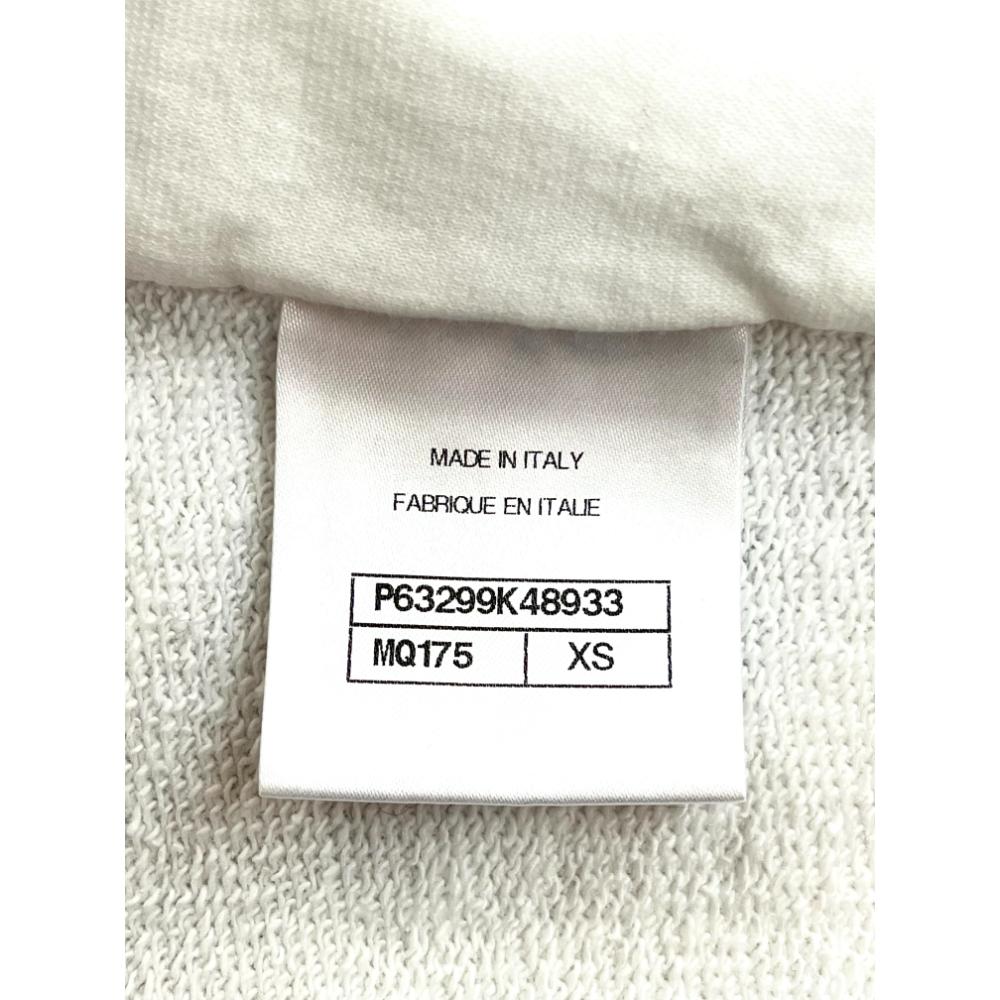 MADE IN ITALY
FABRIQUE EN ITALIE
P63299K48933
MQ175 XS